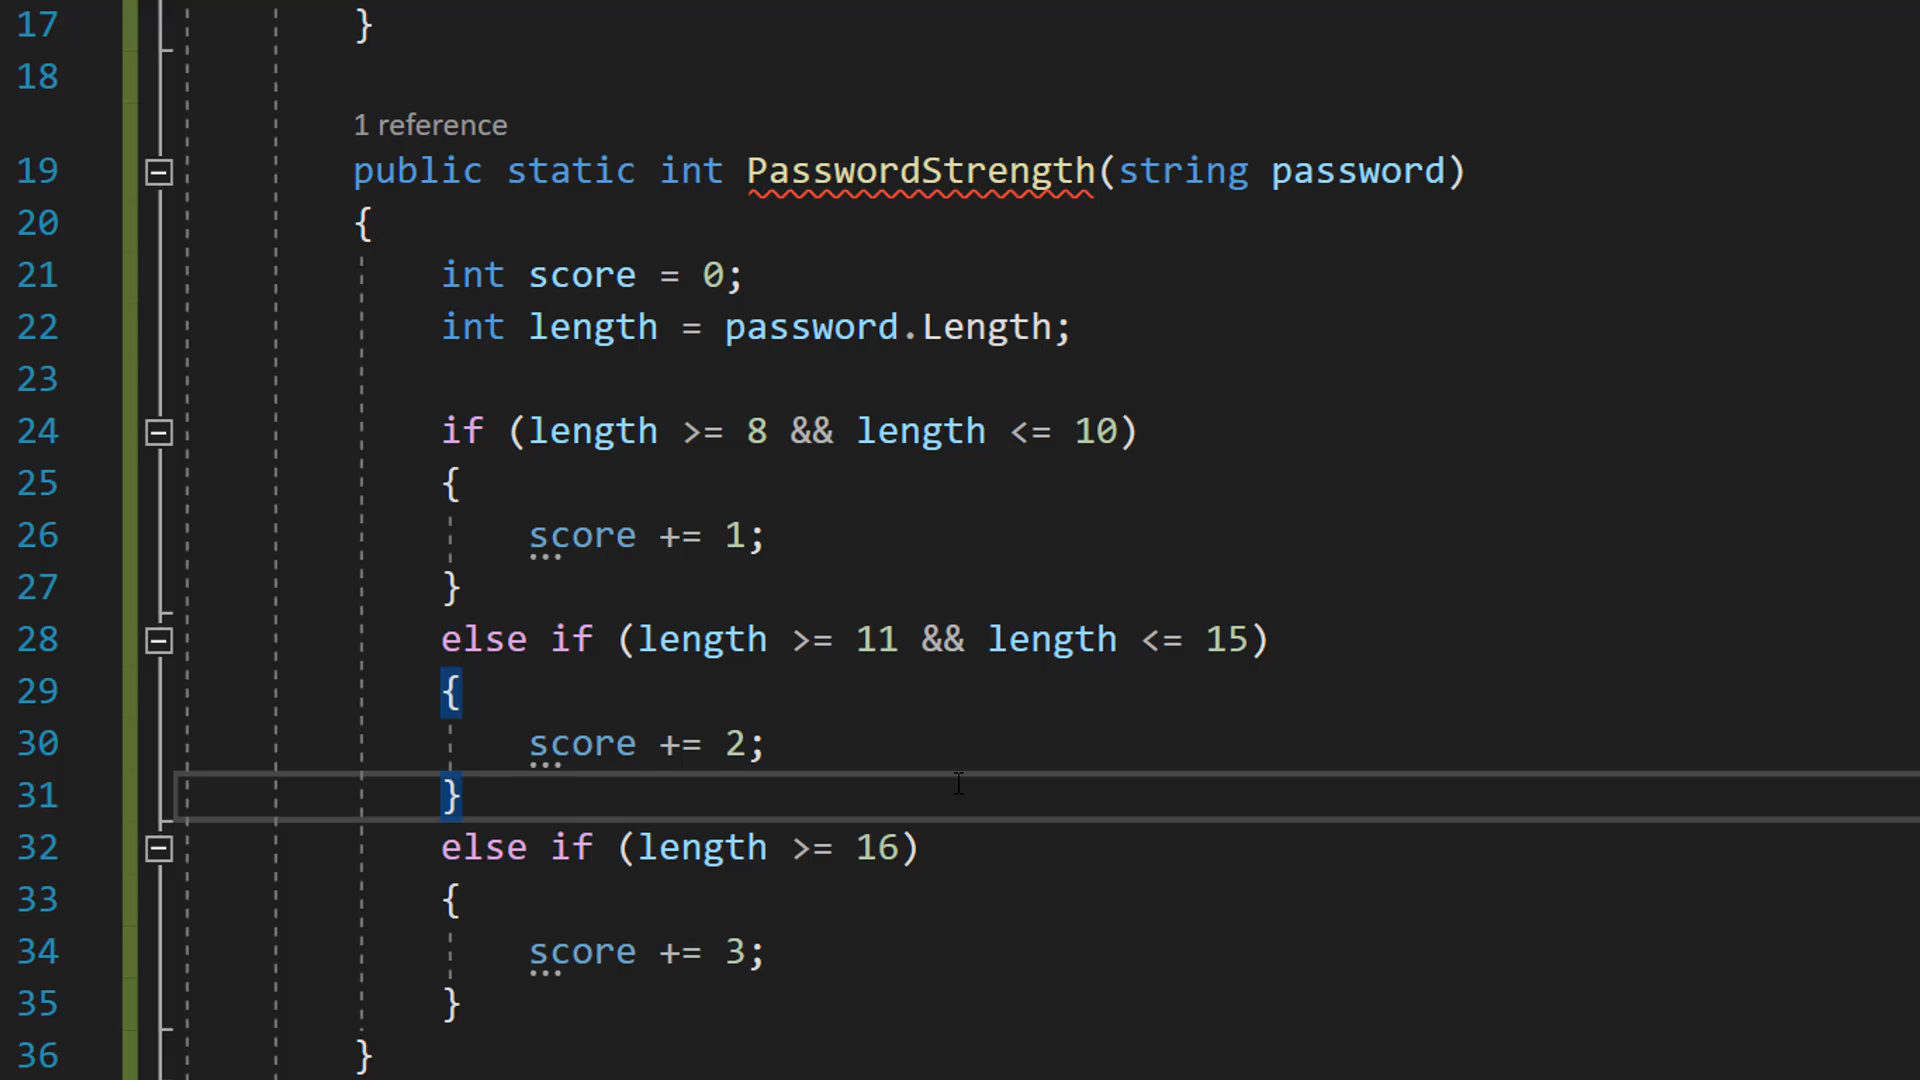 17 }
18
1 reference
19 public static int PasswordStrength(string password)
20 {
21 int score = 0;
22 int length = password.Length;
23
24 if (length >= 8 && length <= 10)
25 {
26 score += 1;
27 }
28 else if (length >= 11 && length <= 15)
29 {
30 score += 2;
31 }
32 else if (length >= 16)
33 {
34 score += 3;
35 }
36 }